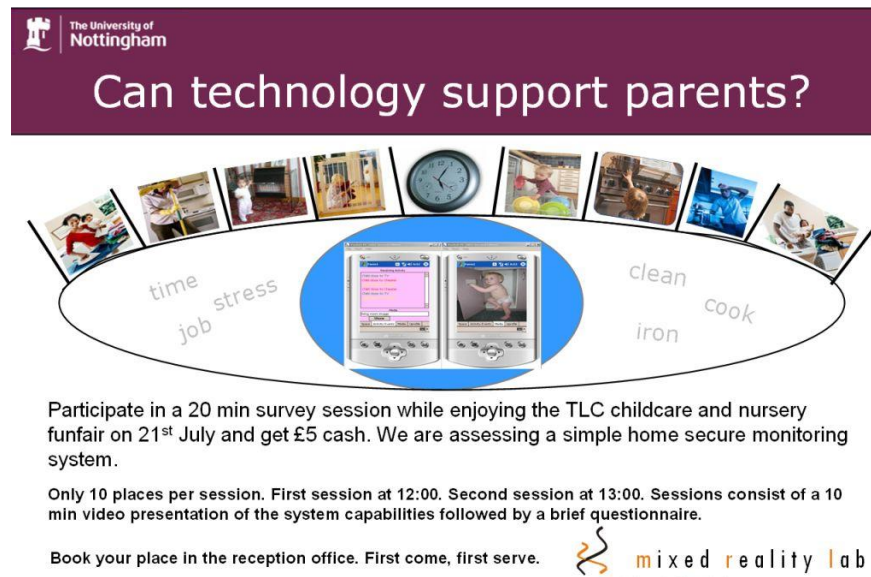 The University of
Nottingham
Can technology support parents?
time
stress
job
clean
cook
iron
Participate in a 20 min survey session while enjoying the TLC childcare and nursery
funfair on 21st July and get £5 cash. We are assessing a simple home secure monitoring
system.
Only 10 places per session. First session at 12:00. Second session at 13:00. Sessions consist of a 10
min video presentation of the system capabilities followed by a brief questionnaire.
Book your place in the reception office. First come, first serve.
mixed reality lab